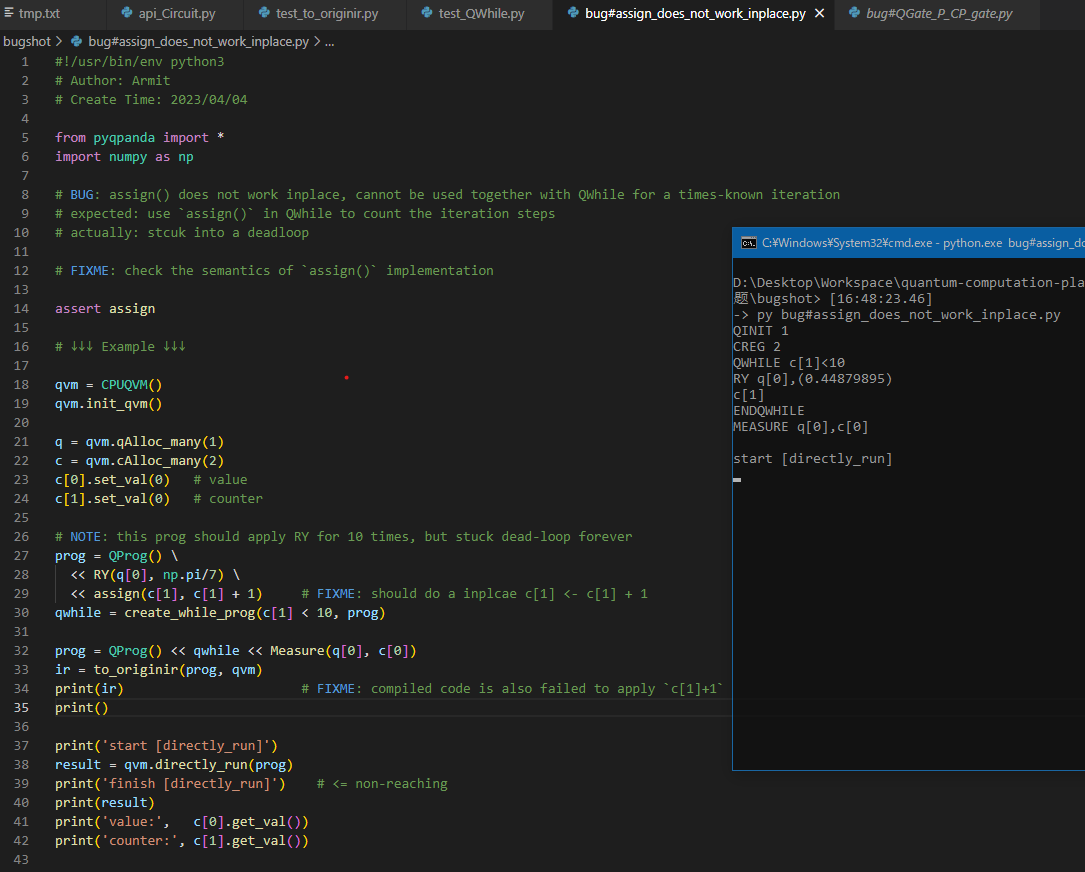 tmp.txt
api_Circuit.py
test_to_originir.py
test_QWhile.py
bug#assign_does_not_work_inplace.py
bug#QGate_P_CP_gate.py
bugshot > bug#assign_does_not_work_inplace.py > ...
1 #!/usr/bin/env python3
2 # Author: Armit
3 # Create Time: 2023/04/04
4
5 from pyqpanda import *
6 import numpy as np
7
8 # BUG: assign() does not work inplace, cannot be used together with QWhile for a times-known iteration
9 # expected: use `assign()` in QWhile to count the iteration steps
10 # actually: stcuk into a deadloop
11
12 # FIXME: check the semantics of `assign()` implementation
13
14 assert assign
15
16 # ↓↓↓ Example ↓↓↓
17
18 qvm = CPUQVM()
19 qvm.init_qvm()
20
21 q = qvm.qAlloc_many(1)
22 c = qvm.cAlloc_many(2)
23 c[0].set_val(0)   # value
24 c[1].set_val(0)   # counter
25
26 # NOTE: this prog should apply RY for 10 times, but stuck dead-loop forever
27 prog = QProg() \
28   << RY(q[0], np.pi/7) \
29   << assign(c[1], c[1] + 1)     # FIXME: should do a inplcae c[1] <- c[1] + 1
30 qwhile = create_while_prog(c[1] < 10, prog)
31
32 prog = QProg() << qwhile << Measure(q[0], c[0])
33 ir = to_originir(prog, qvm)
34 print(ir)                       # FIXME: compiled code is also failed to apply `c[1]+1`
35 print()
36
37 print('start [directly_run]')
38 result = qvm.directly_run(prog)
39 print('finish [directly_run]')    # <= non-reaching
40 print(result)
41 print('value:',   c[0].get_val())
42 print('counter:', c[1].get_val())
43
C:\Windows\System32\cmd.exe - python.exe  bug#assign_do
D:\Desktop\Workspace\quantum-computation-pla
题\bugshot> [16:48:23.46]
-> py bug#assign_does_not_work_inplace.py
QINIT 1
CREG 2
QWHILE c[1]<10
RY q[0],(0.44879895)
c[1]
ENDQWHILE
MEASURE q[0],c[0]
start [directly_run]